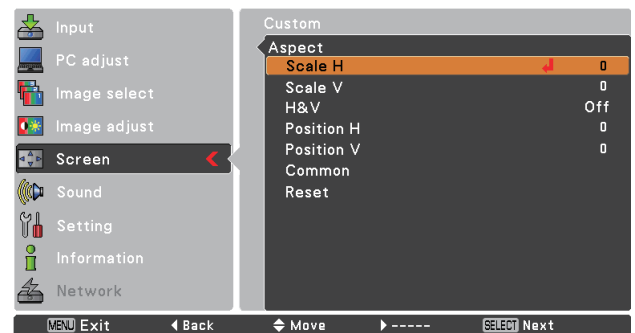 Input
PC adjust
Image select
Image adjust
Screen
Sound
Setting
Information
Network
Custom
Aspect
Scale H 0
Scale V 0
H&V Off
Position H 0
Position V 0
Common
Reset
MENU Exit Back Move ----- SELECT Next